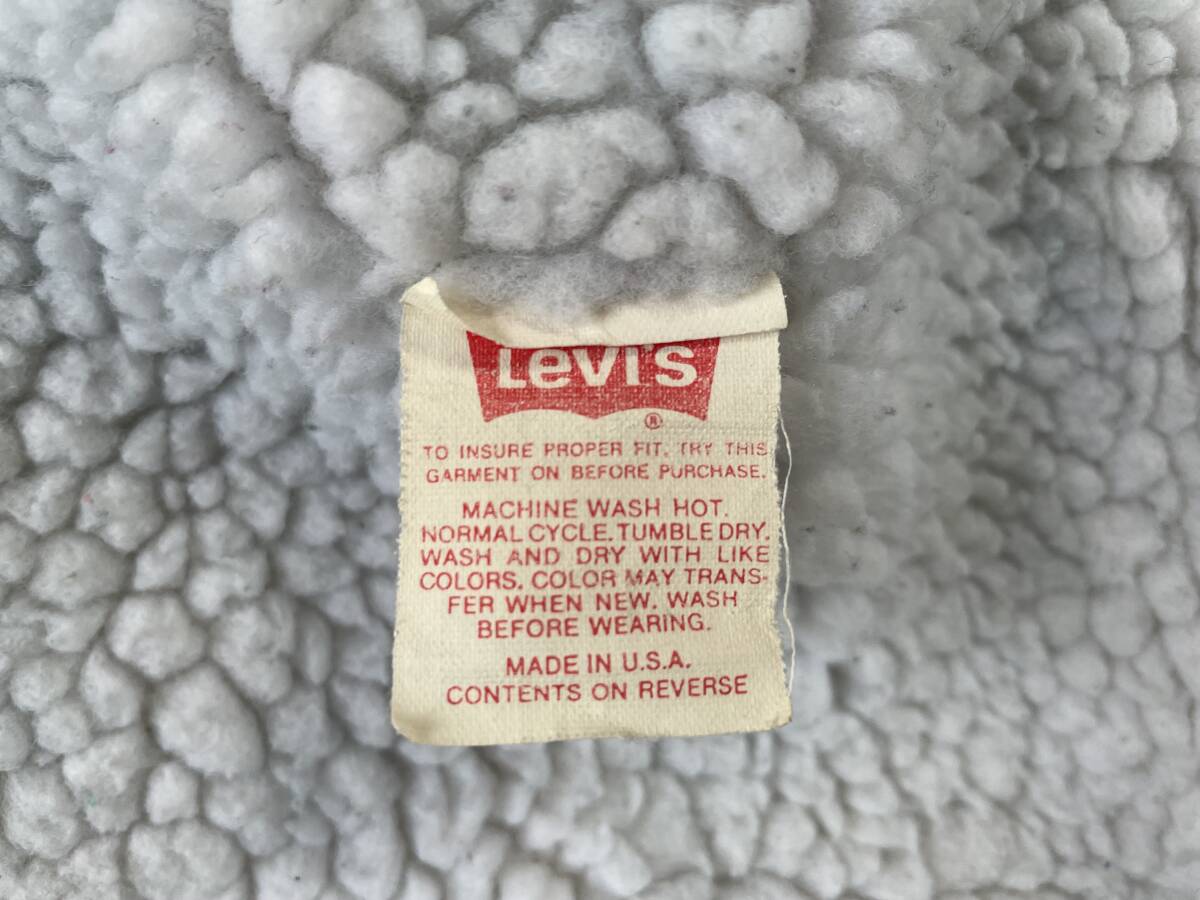 Levi's
®
TO INSURE PROPER FIT. TRY THIS
GARMENT ON BEFORE PURCHASE.
MACHINE WASH HOT.
NORMAL CYCLE. TUMBLE DRY.
WASH AND DRY WITH LIKE
COLORS. COLOR MAY TRANS-
FER WHEN NEW. WASH
BEFORE WEARING.
MADE IN U.S.A.
CONTENTS ON REVERSE